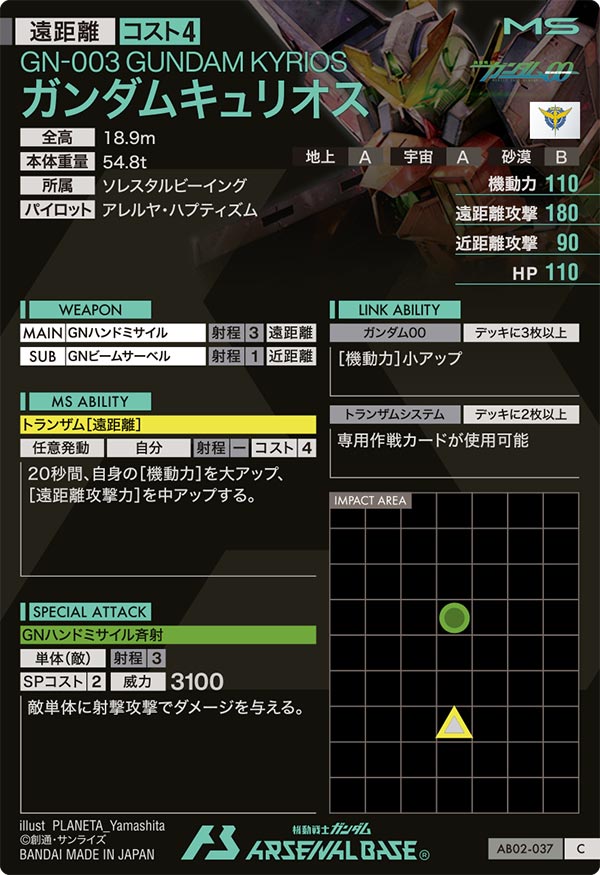 遠距離 コスト4
MS
GN-003 GUNDAM KYRIOS
ガンダムキュリオス
ガンダム00
全高 18.9m
本体重量 54.8t
所属 ソレスタルビーイング
パイロット アレルヤ・ハプティズム
地上 A 宇宙 A 砂漠 B
機動力 110
遠距離攻撃 180
近距離攻撃 90
HP 110
WEAPON
MAIN GNハンドミサイル 射程 3 遠距離
SUB GNビームサーベル 射程 1 近距離
MS ABILITY
トランザム[遠距離]
任意発動 自分 射程 ー コスト 4
20秒間、自身の[機動力]を大アップ、
[遠距離攻撃力]を中アップする。
SPECIAL ATTACK
GNハンドミサイル斉射
単体(敵) 射程 3
SPコスト 2 威力 3100
敵単体に射撃攻撃でダメージを与える。
LINK ABILITY
ガンダム00 デッキに3枚以上
[機動力]小アップ
トランザムシステム デッキに2枚以上
専用作戦カードが使用可能
IMPACT AREA
illust PLANETA_Yamashita
©創通・サンライズ
BANDAI MADE IN JAPAN
機動戦士ガンダム
ARSENAL BASE®
AB02-037 C